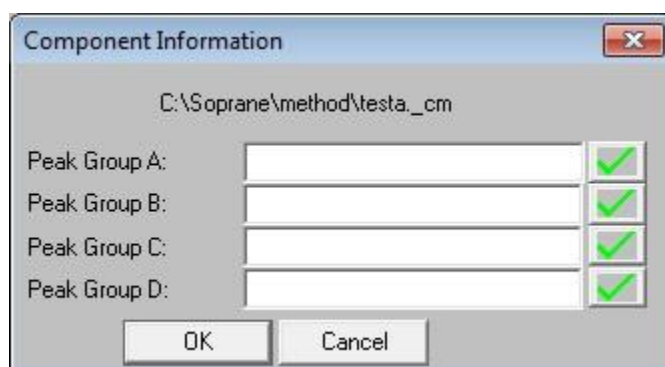 Component Information
C:\Soprane\method\testa._cm
Peak Group A:
Peak Group B:
Peak Group C:
Peak Group D:
OK Cancel